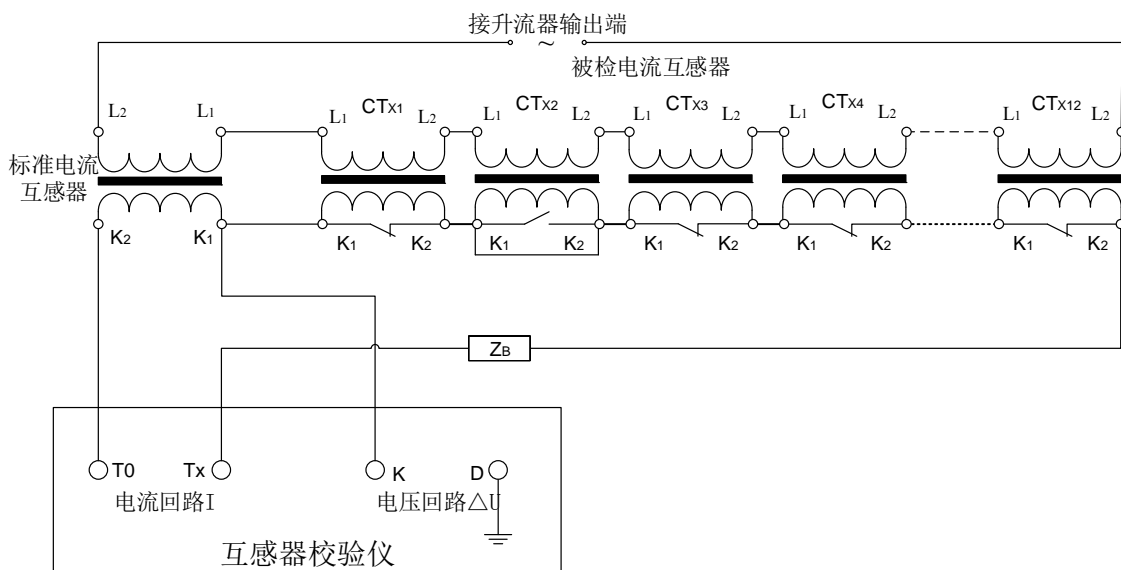 接升流器输出端
~
被检电流互感器
L2 L1 L1 CTX1 L2 L1 CTX2 L2 L1 CTX3 L2 L1 CTX4 L2 L1 CTX12 L2
标准电流
互感器
K2 K1 K1 K2 K1 K2 K1 K2 K1 K2 K1 K2
ZB
T0 Tx K D
电流回路I 电压回路△U
互感器校验仪